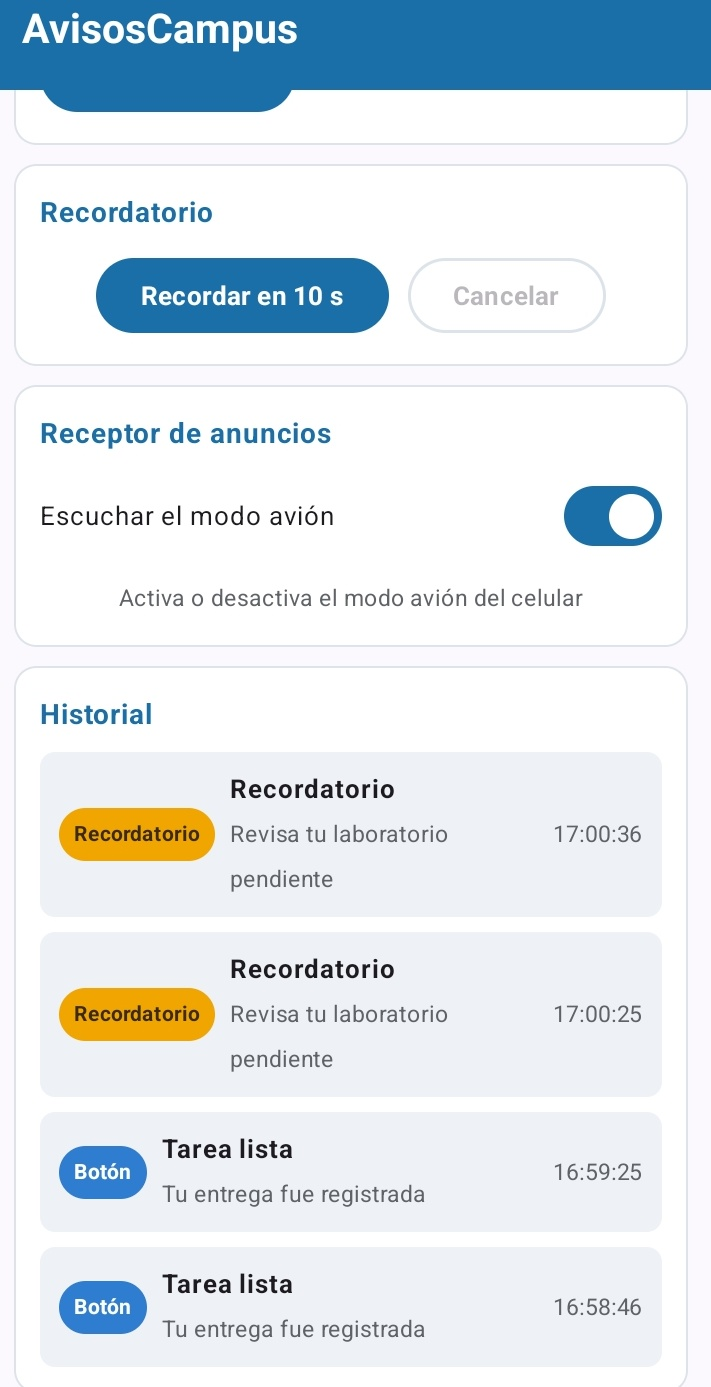 AvisosCampus
Recordatorio
Recordar en 10 s
Cancelar
Receptor de anuncios
Escuchar el modo avión
Activa o desactiva el modo avión del celular
Historial
Recordatorio
Recordatorio
Revisa tu laboratorio
pendiente
17:00:36
Recordatorio
Recordatorio
Revisa tu laboratorio
pendiente
17:00:25
Botón
Tarea lista
Tu entrega fue registrada
16:59:25
Botón
Tarea lista
Tu entrega fue registrada
16:58:46